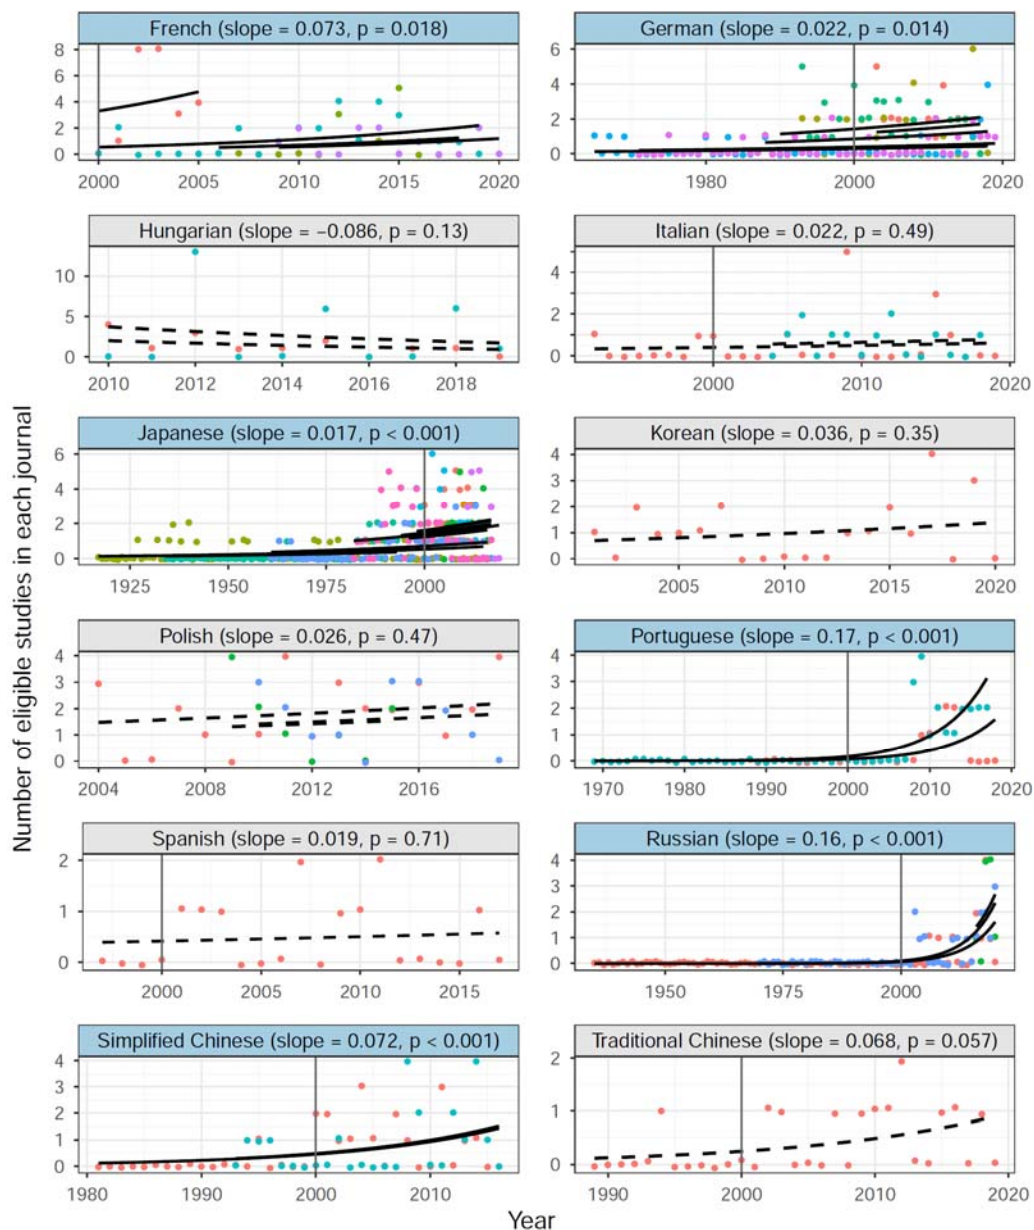 French (slope = 0.073, p = 0.018)
8
6
4
2
0
2000 2005 2010 2015 2020
German (slope = 0.022, p = 0.014)
6
4
2
0
1980 2000 2020
Hungarian (slope = −0.086, p = 0.13)
10
5
0
2010 2012 2014 2016 2018
Italian (slope = 0.022, p = 0.49)
4
2
0
2000 2010 2020
Japanese (slope = 0.017, p < 0.001)
6
4
2
0
1925 1950 1975 2000
Korean (slope = 0.036, p = 0.35)
4
3
2
1
0
2005 2010 2015 2020
Polish (slope = 0.026, p = 0.47)
4
3
2
1
0
2004 2008 2012 2016
Portuguese (slope = 0.17, p < 0.001)
4
3
2
1
0
1970 1980 1990 2000 2010 2020
Spanish (slope = 0.019, p = 0.71)
2
1
0
2000 2005 2010 2015
Russian (slope = 0.16, p < 0.001)
4
3
2
1
0
1950 1975 2000
Simplified Chinese (slope = 0.072, p < 0.001)
4
3
2
1
0
1980 1990 2000 2010
Traditional Chinese (slope = 0.068, p = 0.057)
2
1
0
1990 2000 2010 2020
Number of eligible studies in each journal
Year